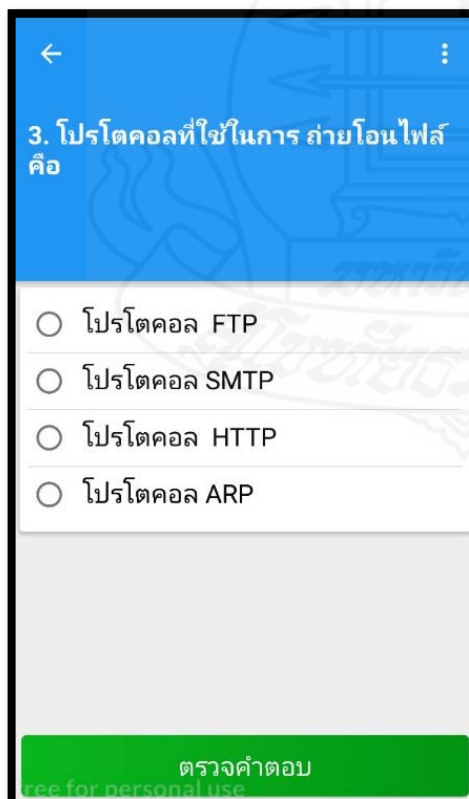 3. โปรโตคอลที่ใช้ในการ ถ่ายโอนไฟล์
คือ
โปรโตคอล FTP
โปรโตคอล SMTP
โปรโตคอล HTTP
โปรโตคอล ARP
ตรวจคำตอบ
ree for personal use